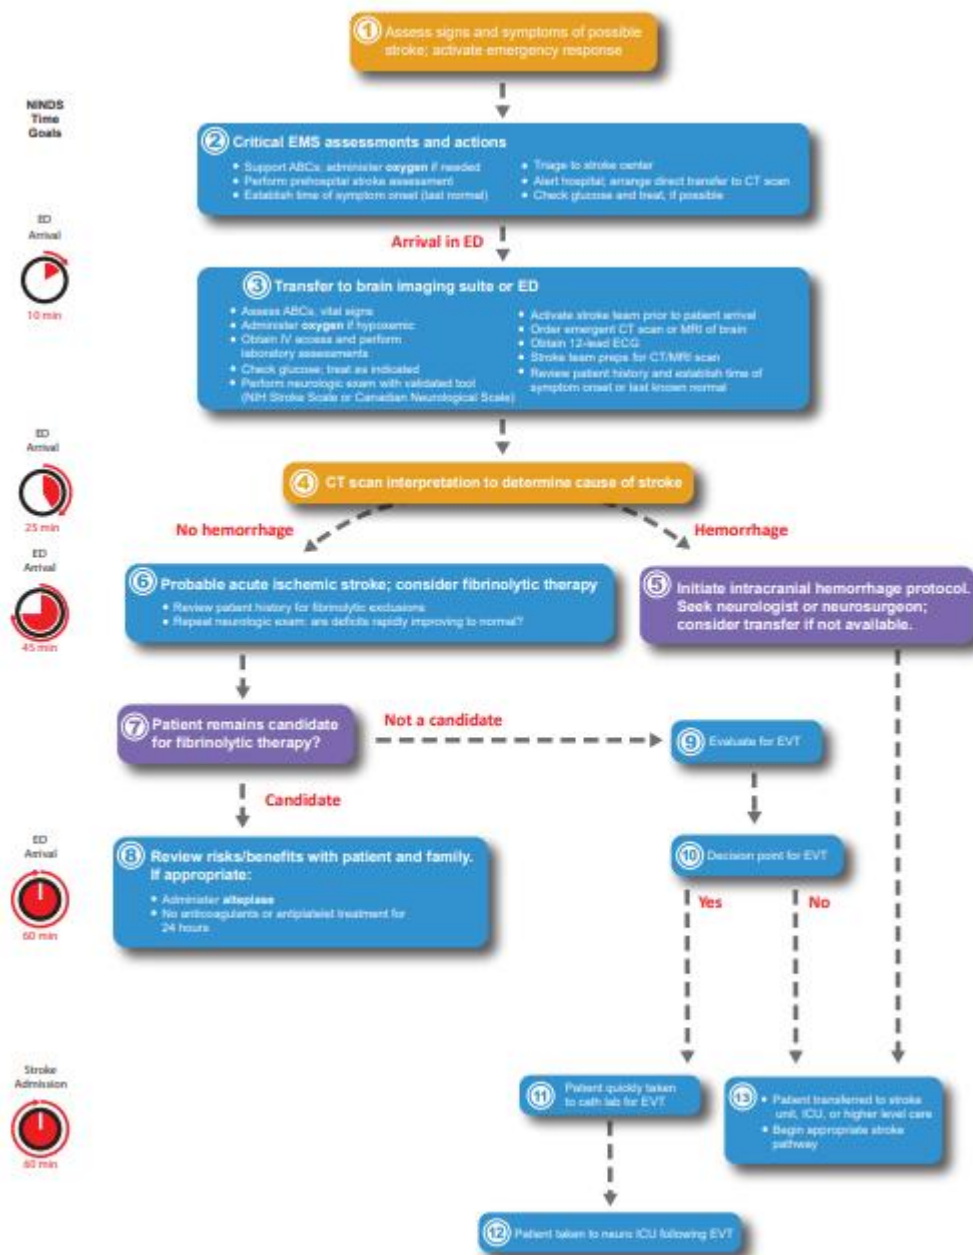 1 Assess signs and symptoms of possible
stroke; activate emergency response
NINDS
Time
Goals
2 Critical EMS assessments and actions
• Support ABCs; administer oxygen if needed
• Perform prehospital stroke assessment
• Establish time of symptom onset (last normal)
• Triage to stroke center
• Alert hospital; arrange direct transfer to CT scan
• Check glucose and treat, if possible
ED
Arrival
10 min
Arrival in ED
3 Transfer to brain imaging suite or ED
• Assess ABCs, vital signs
• Administer oxygen if hypoxemic
• Obtain IV access and perform
laboratory assessments
• Check glucose; treat as indicated
• Perform neurologic exam with validated tool
(NIH Stroke Scale or Canadian Neurological Scale)
• Activate stroke team prior to patient arrival
• Order emergent CT scan or MRI of brain
• Obtain 12-lead ECG
• Stroke team preps for CT/MRI scan
• Review patient history and establish time of
symptom onset or last known normal
ED
Arrival
25 min
4 CT scan interpretation to determine cause of stroke
No hemorrhage
Hemorrhage
ED
Arrival
45 min
6 Probable acute ischemic stroke; consider fibrinolytic therapy
• Review patient history for fibrinolytic exclusions
• Repeat neurologic exam: are deficits rapidly improving to normal?
5 Initiate intracranial hemorrhage protocol.
Seek neurologist or neurosurgeon;
consider transfer if not available.
7 Patient remains candidate
for fibrinolytic therapy?
Not a candidate
9 Evaluate for EVT
Candidate
ED
Arrival
60 min
8 Review risks/benefits with patient and family.
If appropriate:
• Administer alteplase
• No anticoagulants or antiplatelet treatment for
24 hours
10 Decision point for EVT
Yes
No
Stroke
Admission
60 min
11 Patient quickly taken
to cath lab for EVT
13 • Patient transferred to stroke
unit, ICU, or higher level care
• Begin appropriate stroke
pathway
12 Patient taken to neuro ICU following EVT